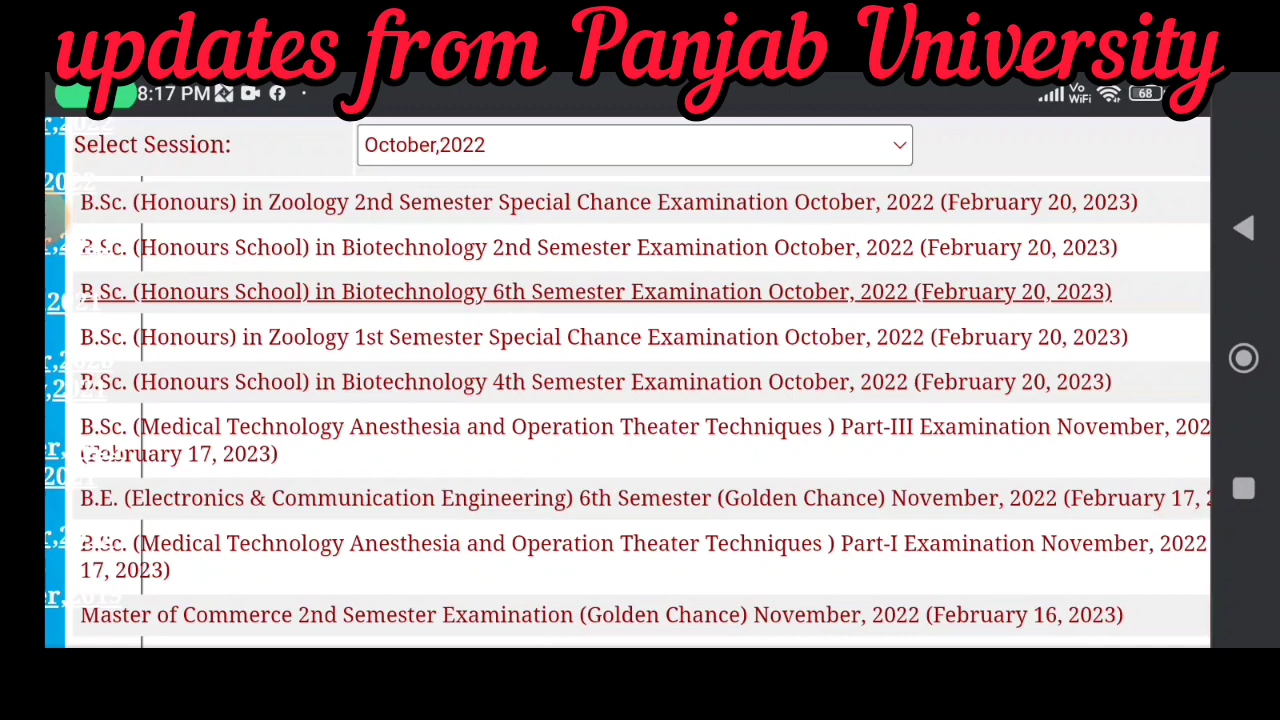 updates from Panjab University
8:17 PM
Vo
WiFi
68
Select Session:
October,2022
B.Sc. (Honours) in Zoology 2nd Semester Special Chance Examination October, 2022 (February 20, 2023)
B.Sc. (Honours School) in Biotechnology 2nd Semester Examination October, 2022 (February 20, 2023)
B.Sc. (Honours School) in Biotechnology 6th Semester Examination October, 2022 (February 20, 2023)
B.Sc. (Honours) in Zoology 1st Semester Special Chance Examination October, 2022 (February 20, 2023)
B.Sc. (Honours School) in Biotechnology 4th Semester Examination October, 2022 (February 20, 2023)
B.Sc. (Medical Technology Anesthesia and Operation Theater Techniques ) Part-III Examination November, 202
(February 17, 2023)
B.E. (Electronics & Communication Engineering) 6th Semester (Golden Chance) November, 2022 (February 17, 2
B.Sc. (Medical Technology Anesthesia and Operation Theater Techniques ) Part-I Examination November, 2022
17, 2023)
Master of Commerce 2nd Semester Examination (Golden Chance) November, 2022 (February 16, 2023)